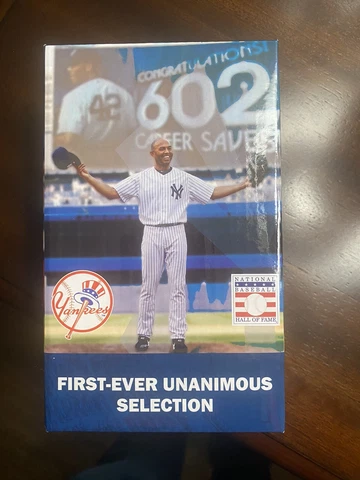 CONGRATULATIONS!
42
602
CAREER SAVES
NY
Yankees
NATIONAL
BASEBALL
HALL OF FAME
FIRST-EVER UNANIMOUS
SELECTION